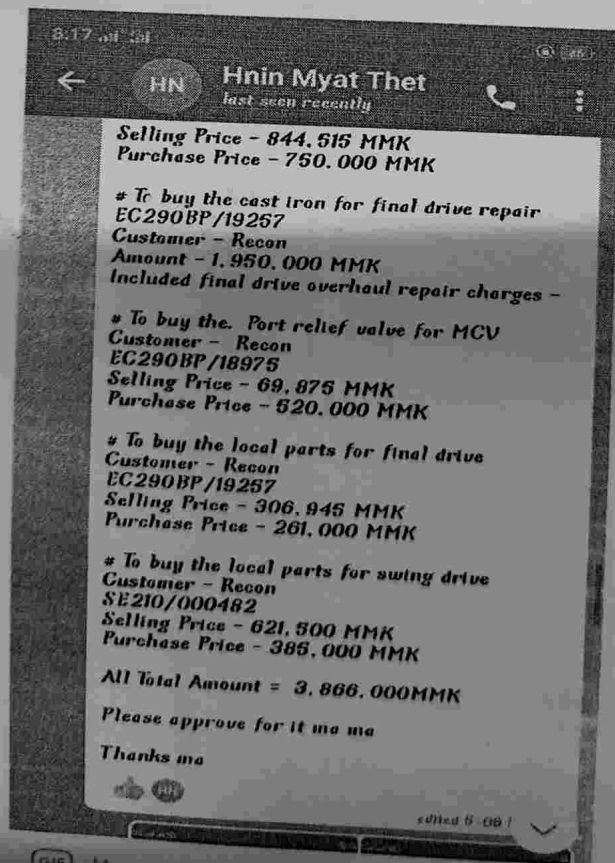 8:17
HN
Hnin Myat Thet
last seen recently
Selling Price - 844.515 MMK
Purchase Price - 750.000 MMK
# To buy the cast iron for final drive repair
EC290BP/19257
Customer - Recon
Amount - 1.950.000 MMK
Included final drive overhaul repair charges -
# To buy the. Port relief valve for MCV
Customer - Recon
EC290BP/18975
Selling Price - 69.875 MMK
Purchase Price - 520.000 MMK
# To buy the local parts for final drive
Customer - Recon
EC290BP/19257
Selling Price - 306.945 MMK
Purchase Price - 261.000 MMK
# To buy the local parts for swing drive
Customer - Recon
SE210/000482
Selling Price - 621.500 MMK
Purchase Price - 385.000 MMK
All Total Amount = 3.866.000MMK
Please approve for it ma ma
Thanks ma
HN
edited